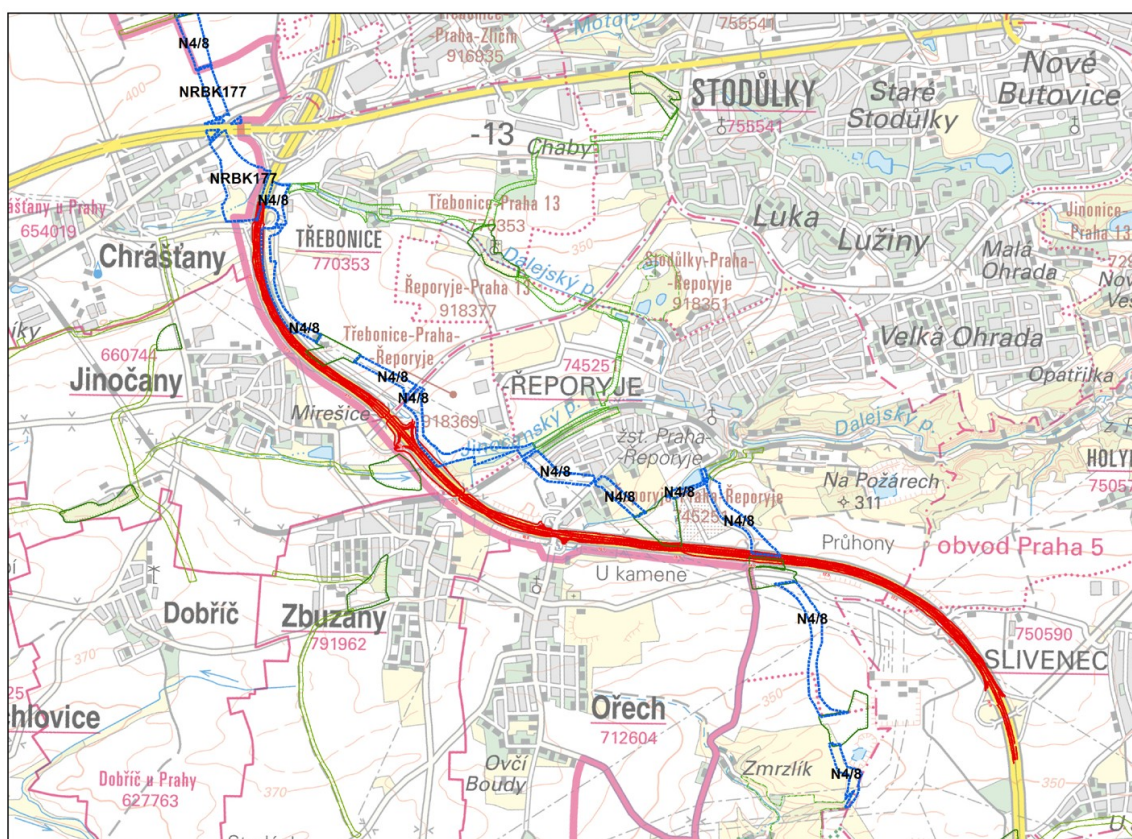 N4/8
Třebonice
-Praha-Zličín
916935
Motol
755541
NRBK177
400
STODŮLKY
755541
Nové
Butovice
Staré
Stodůlky
-13
Chaby
NRBK177
N4/8
šťany u Prahy
654019
Chrášťany
TŘEBONICE
770353
Třebonice-Praha 13
770353
350
Luka
Lužiny
Jinonice-
Praha 13
Malá
Ohrada
Dalejský p.
Stodůlky-Praha-
-Řeporyje
918351
Řeporyje-Praha 13
918377
N4/8
Třebonice-Praha-
-Řeporyje
918369
Velká Ohrada
Opatřilka
660744
Jinočany
745251
-ŘEPORYJE
N4/8
N4/8
Mirešice
Jinočanský p.
žst. Praha-
-Řeporyje
Dalejský p.
HOLYN
N4/8
N4/8
N4/8
N4/8
745251
Na Požárech
311
Průhony
obvod Praha 5
U kamene
Dobříč
Zbuzany
791962
370
N4/8
750590
SLIVENEC
chlovice
Ořech
712604
350
Dobříč u Prahy
627763
370
Ovčí
Boudy
Zmrzlík
N4/8
350